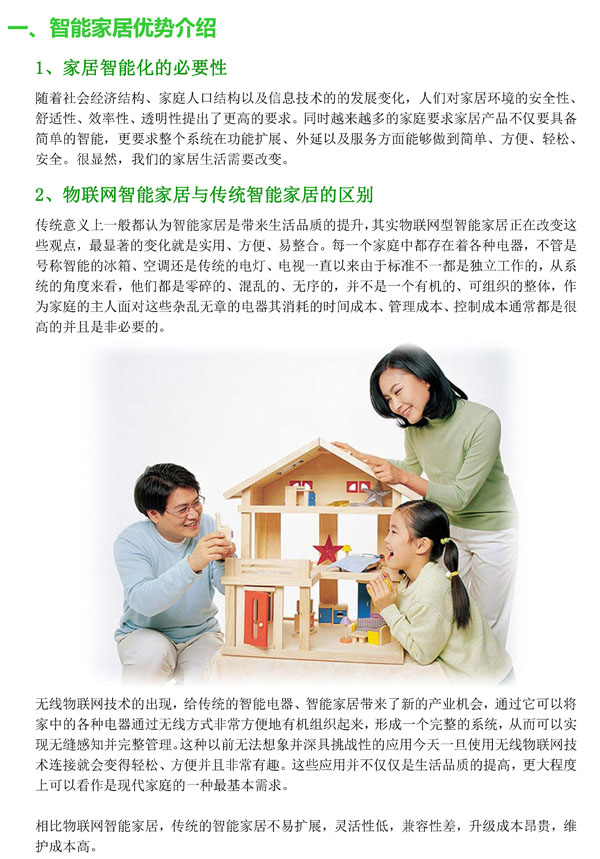 一、智能家居优势介绍
1、家居智能化的必要性
随着社会经济结构、家庭人口结构以及信息技术的的发展变化，人们对家居环境的安全性、
舒适性、效率性、透明性提出了更高的要求。同时越来越多的家庭要求家居产品不仅要具备
简单的智能，更要求整个系统在功能扩展、外延以及服务方面能够做到简单、方便、轻松、
安全。很显然，我们的家居生活需要改变。
2、物联网智能家居与传统智能家居的区别
传统意义上一般都认为智能家居是带来生活品质的提升，其实物联网型智能家居正在改变这
些观点，最显著的变化就是实用、方便、易整合。每一个家庭中都存在着各种电器，不管是
号称智能的冰箱、空调还是传统的电灯、电视一直以来由于标准不一都是独立工作的，从系
统的角度来看，他们都是零碎的、混乱的、无序的，并不是一个有机的、可组织的整体，作
为家庭的主人面对这些杂乱无章的电器其消耗的时间成本、管理成本、控制成本通常都是很
高的并且是非必要的。
无线物联网技术的出现，给传统的智能电器、智能家居带来了新的产业机会，通过它可以将
家中的各种电器通过无线方式非常方便地有机组织起来，形成一个完整的系统，从而可以实
现无缝感知并完整管理。这种以前无法想象并深具挑战性的应用今天一旦使用无线物联网技
术连接就会变得轻松、方便并且非常有趣。这些应用并不仅仅是生活品质的提高，更大程度
上可以看作是现代家庭的一种最基本需求。
相比物联网智能家居，传统的智能家居不易扩展，灵活性低，兼容性差，升级成本昂贵，维
护成本高。